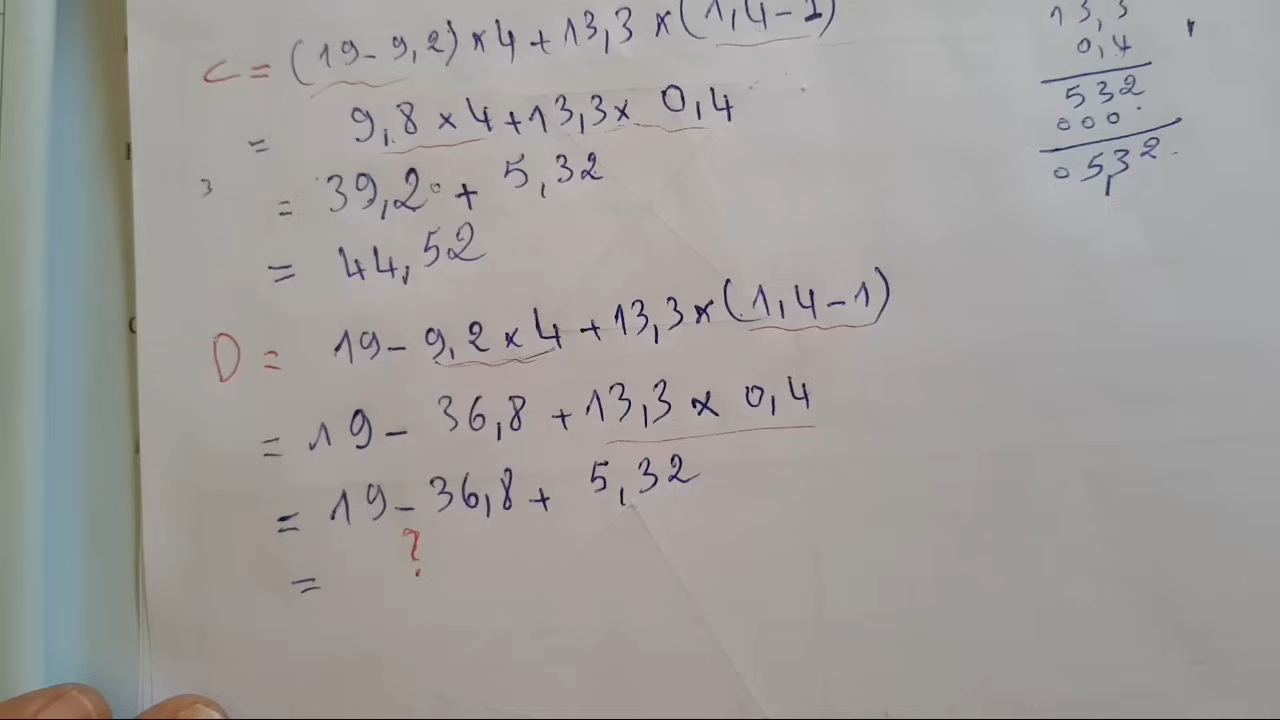 C = (19 - 9,2) × 4 + 13,3 × (1,4 - 1)
= 9,8 × 4 + 13,3 × 0,4
= 39,2 + 5,32
= 44,52
D = 19 - 9,2 × 4 + 13,3 × (1,4 - 1)
= 19 - 36,8 + 13,3 × 0,4
= 19 - 36,8 + 5,32
?
=
13,3
0,4
532
000.
05,32